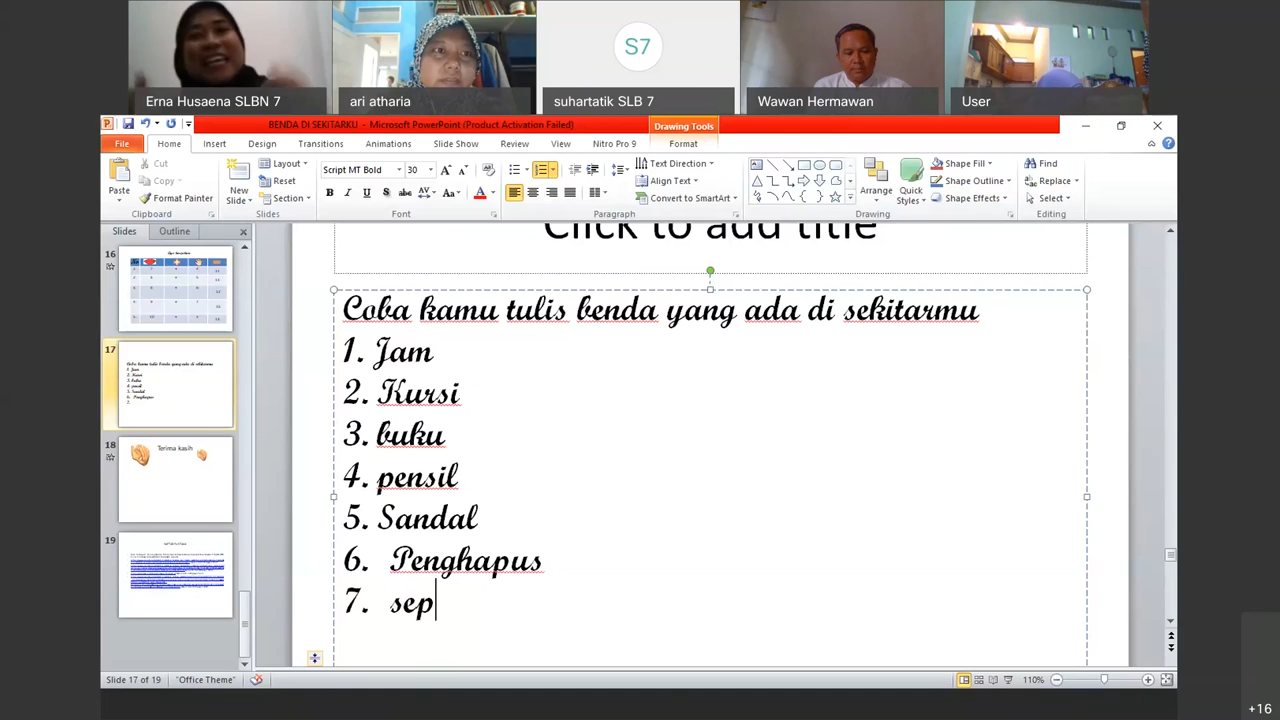 S7
Erna Husaena SLBN 7
ari atharia
suhartatik SLB 7
Wawan Hermawan
User
BENDA DI SEKITARKU - Microsoft PowerPoint (Product Activation Failed)
Drawing Tools
File Home Insert Design Transitions Animations Slide Show Review View Nitro Pro 9 Format
Paste
Cut
Copy
Format Painter
Clipboard
New Slide
Layout
Reset
Section
Slides
Script MT Bold 30
Font
Text Direction
Align Text
Convert to SmartArt
Paragraph
Arrange
Quick Styles
Shape Fill
Shape Outline
Shape Effects
Drawing
Find
Replace
Select
Editing
Slides Outline
16
17
18
Terima kasih
19
Click to add title
Coba kamu tulis benda yang ada di sekitarmu
1. Jam
2. Kursi
3. buku
4. pensil
5. Sandal
6. Penghapus
7. sep
Slide 17 of 19 "Office Theme" 110%
+16